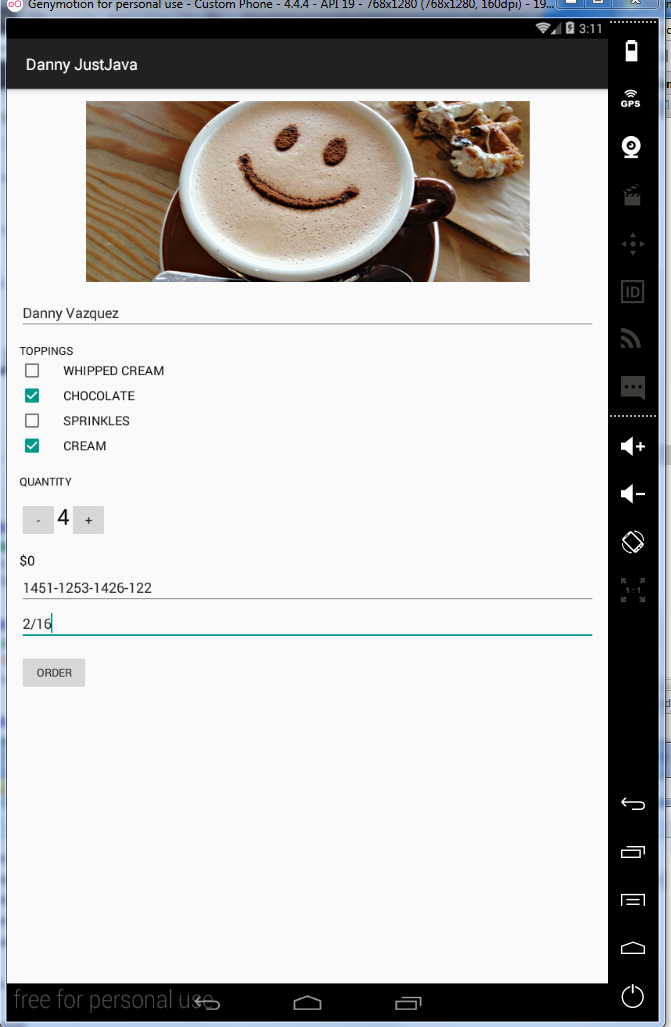 Genymotion for personal use - Custom Phone - 4.4.4 - API 19 - 768x1280 (768x1280, 160dpi) - 19...
3:11
Danny JustJava
GPS
ID
Danny Vazquez
TOPPINGS
WHIPPED CREAM
CHOCOLATE
SPRINKLES
CREAM
QUANTITY
- 4 +
$0
1451-1253-1426-122
2/16
1:1
ORDER
free for personal use